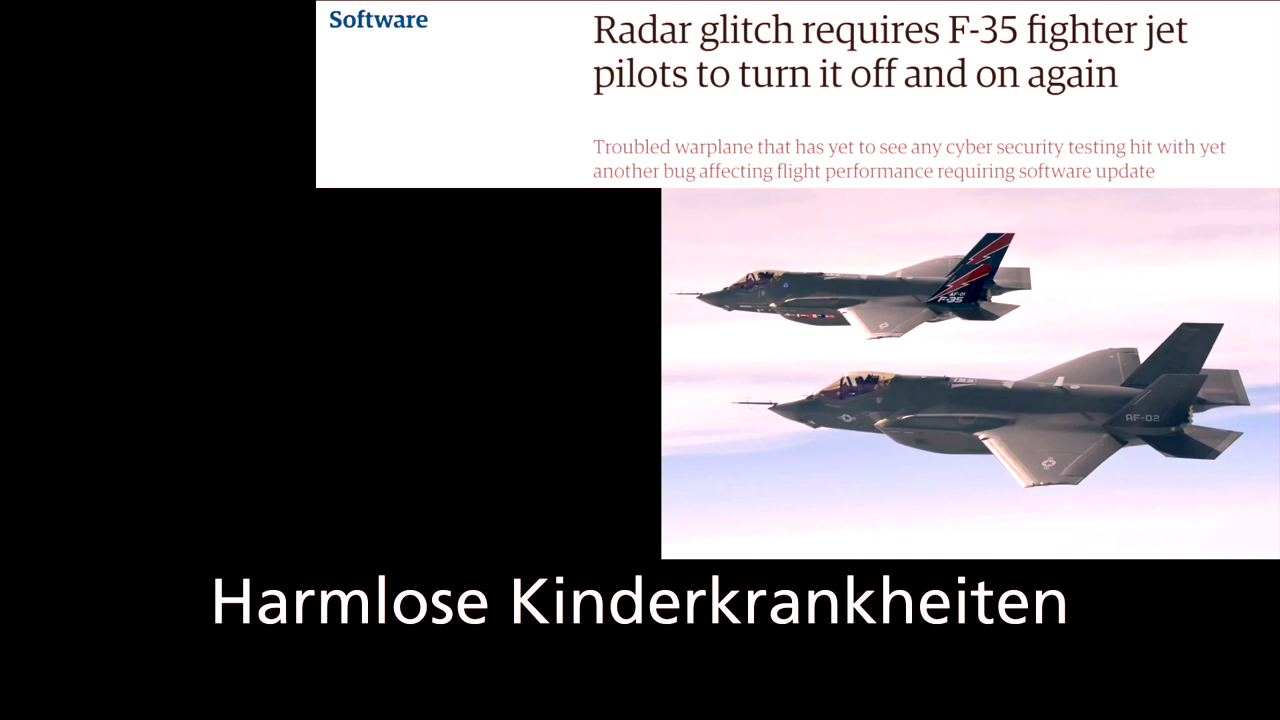 Software
Radar glitch requires F-35 fighter jet
pilots to turn it off and on again
Troubled warplane that has yet to see any cyber security testing hit with yet
another bug affecting flight performance requiring software update
AF-01
F-35
AF-02
Harmlose Kinderkrankheiten